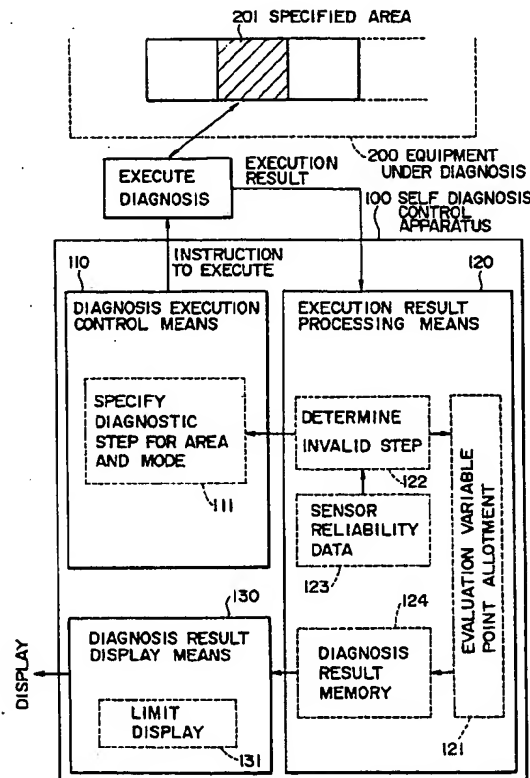 201 SPECIFIED AREA
200 EQUIPMENT
UNDER DIAGNOSIS
EXECUTE
DIAGNOSIS
EXECUTION
RESULT
100 SELF DIAGNOSIS
CONTROL
APPARATUS
110
INSTRUCTION
TO EXECUTE
120
DIAGNOSIS EXECUTION
CONTROL MEANS
EXECUTION RESULT
PROCESSING MEANS
SPECIFY
DIAGNOSTIC
STEP FOR AREA
AND MODE
111
DETERMINE
INVALID STEP
122
SENSOR
RELIABILITY
DATA
123
EVALUATION VARIABLE
POINT ALLOTMENT
121
130
DIAGNOSIS RESULT
DISPLAY MEANS
LIMIT
DISPLAY
131
124
DIAGNOSIS
RESULT
MEMORY
DISPLAY